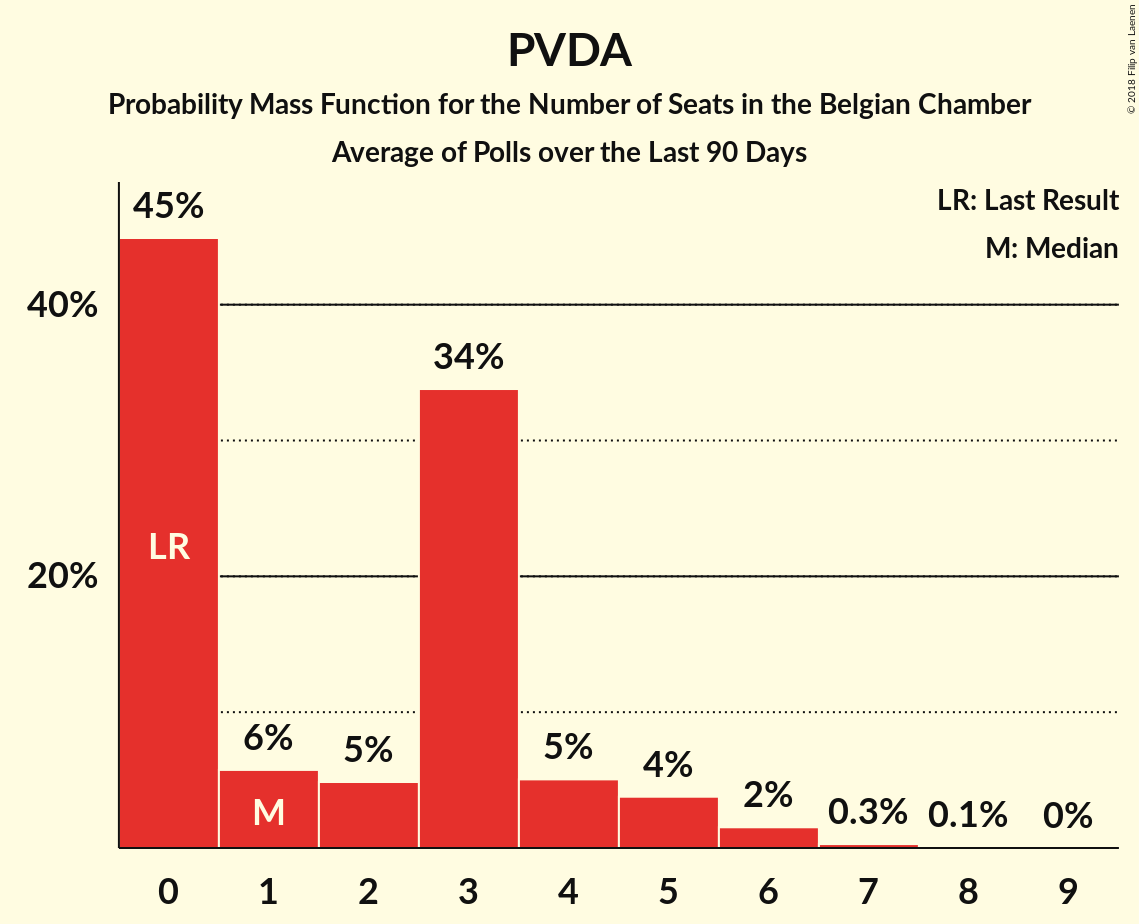 PVDA
Probability Mass Function for the Number of Seats in the Belgian Chamber
Average of Polls over the Last 90 Days
© 2018 Filip van Laenen
LR: Last Result
M: Median
45%
40%
34%
LR
20%
6%
5%
5%
4%
2%
0.3%
0.1%
0%
M
0 1 2 3 4 5 6 7 8 9